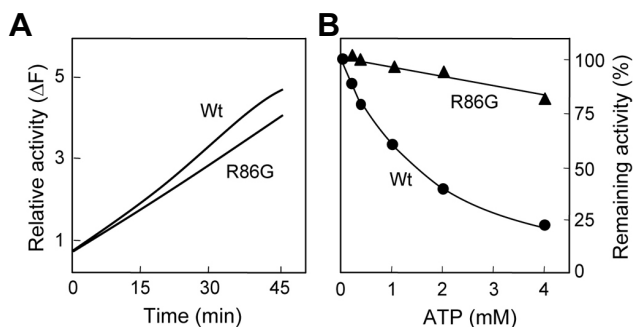 A
Relative activity (ΔF)
5
3
1
Wt
R86G
0 15 30 45
Time (min)
B
100
75
50
25
0
R86G
Wt
Remaining activity (%)
0 1 2 3 4
ATP (mM)